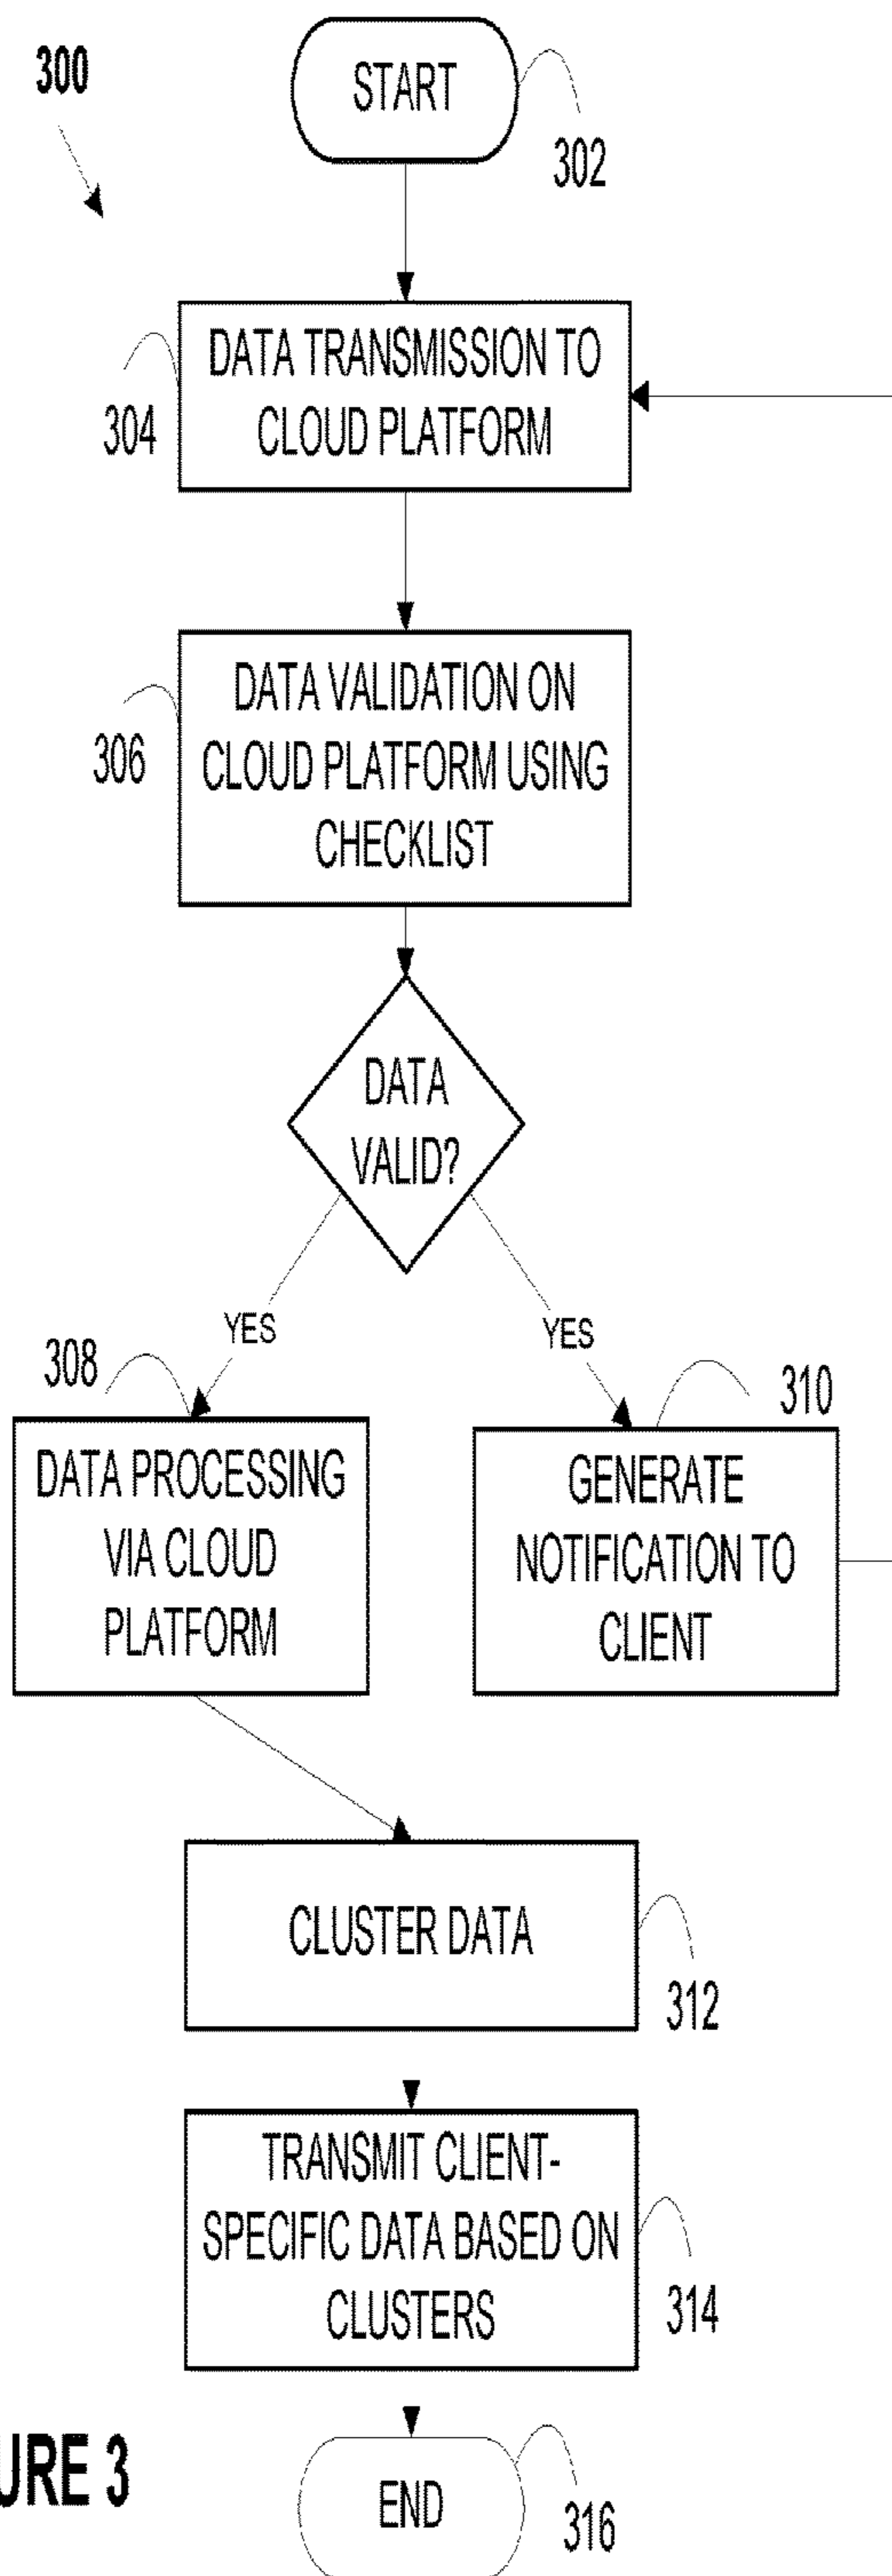 300
START
302
DATA TRANSMISSION TO
CLOUD PLATFORM
304
DATA VALIDATION ON
CLOUD PLATFORM USING
CHECKLIST
306
DATA
VALID?
YES
YES
308
310
DATA PROCESSING
VIA CLOUD
PLATFORM
GENERATE
NOTIFICATION TO
CLIENT
CLUSTER DATA
312
TRANSMIT CLIENT-
SPECIFIC DATA BASED ON
CLUSTERS
314
URE 3
END
316